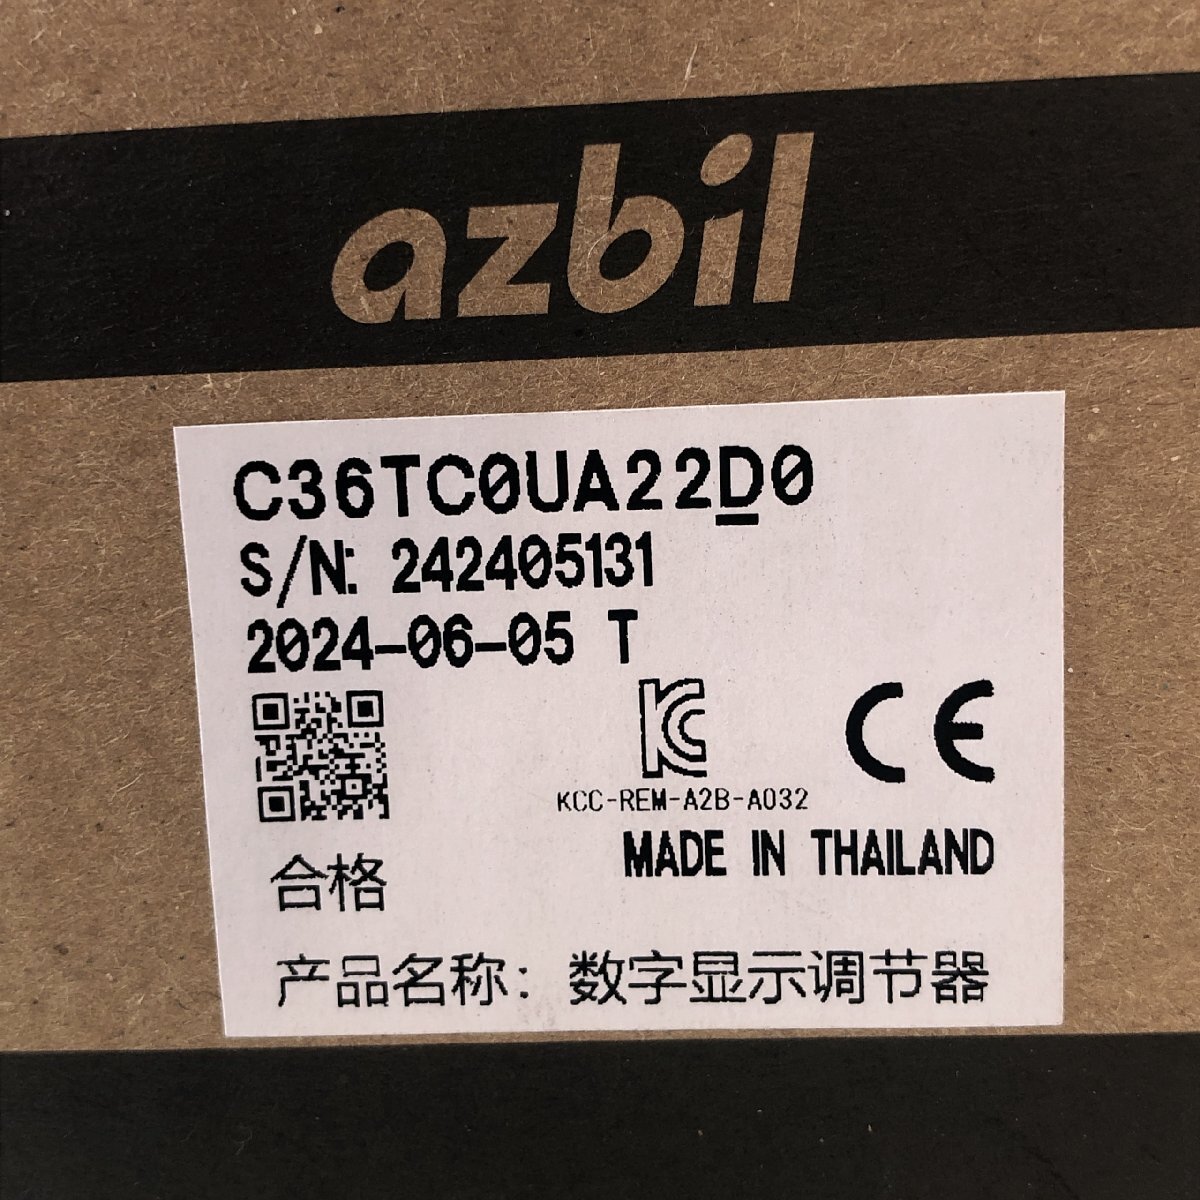 azbil
C36TC0UA22D0
S/N: 242405131
2024-06-05 T
KCC-REM-A2B-A032
CE
MADE IN THAILAND
合格
产品名称：数字显示调节器